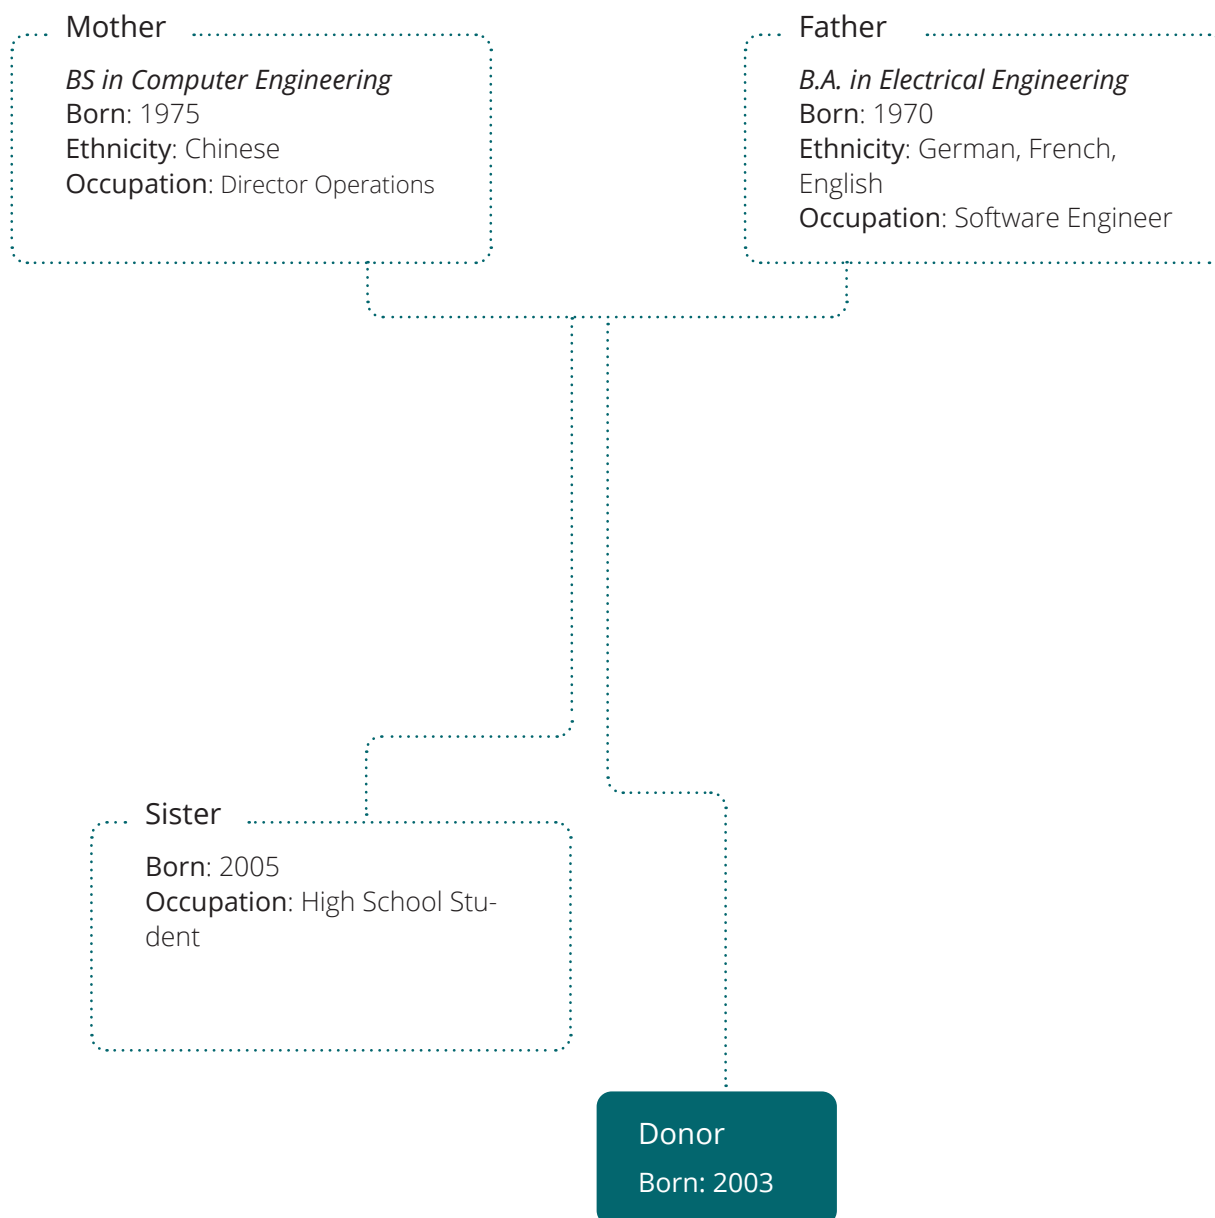 Mother
BS in Computer Engineering
Born: 1975
Ethnicity: Chinese
Occupation: Director Operations
Father
B.A. in Electrical Engineering
Born: 1970
Ethnicity: German, French,
English
Occupation: Software Engineer
Sister
Born: 2005
Occupation: High School Stu-
dent
Donor
Born: 2003